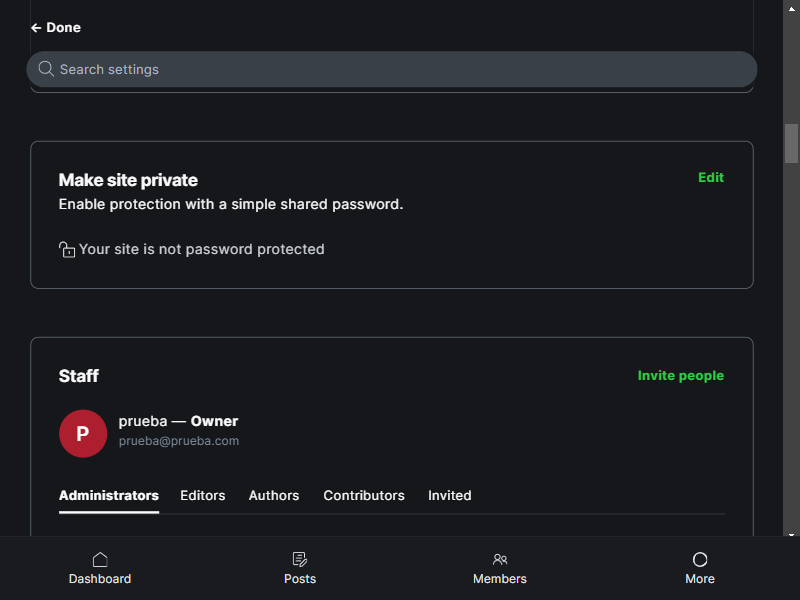 ← Done
Search settings
Make site private
Edit
Enable protection with a simple shared password.
Your site is not password protected
Staff
Invite people
P
prueba — Owner
prueba@prueba.com
Administrators Editors Authors Contributors Invited
Dashboard Posts Members More